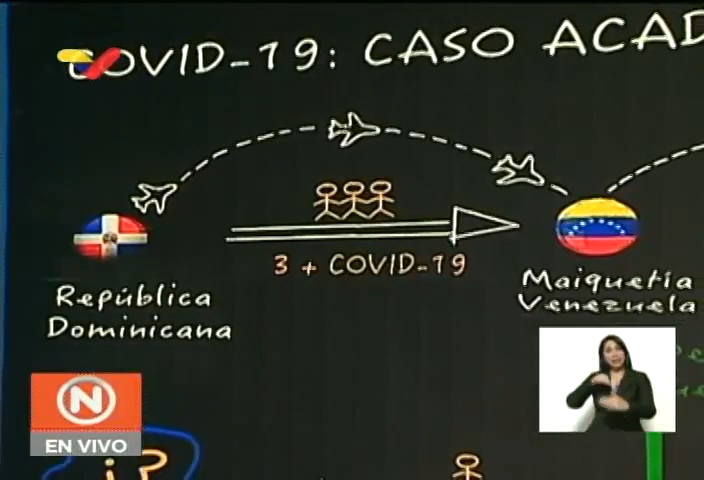 COVID-19: CASO ACAD
3 + COVID-19
República
Dominicana
Maiquetía
Venezuela
N
EN VIVO
¿?